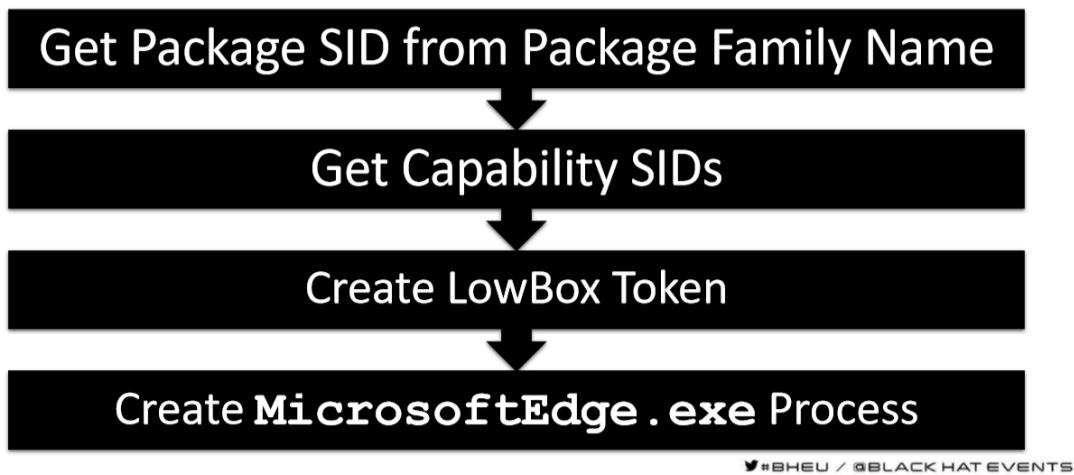 Get Package SID from Package Family Name
Get Capability SIDs
Create LowBox Token
Create MicrosoftEdge.exe Process
#BHEU / @BLACK HAT EVENTS